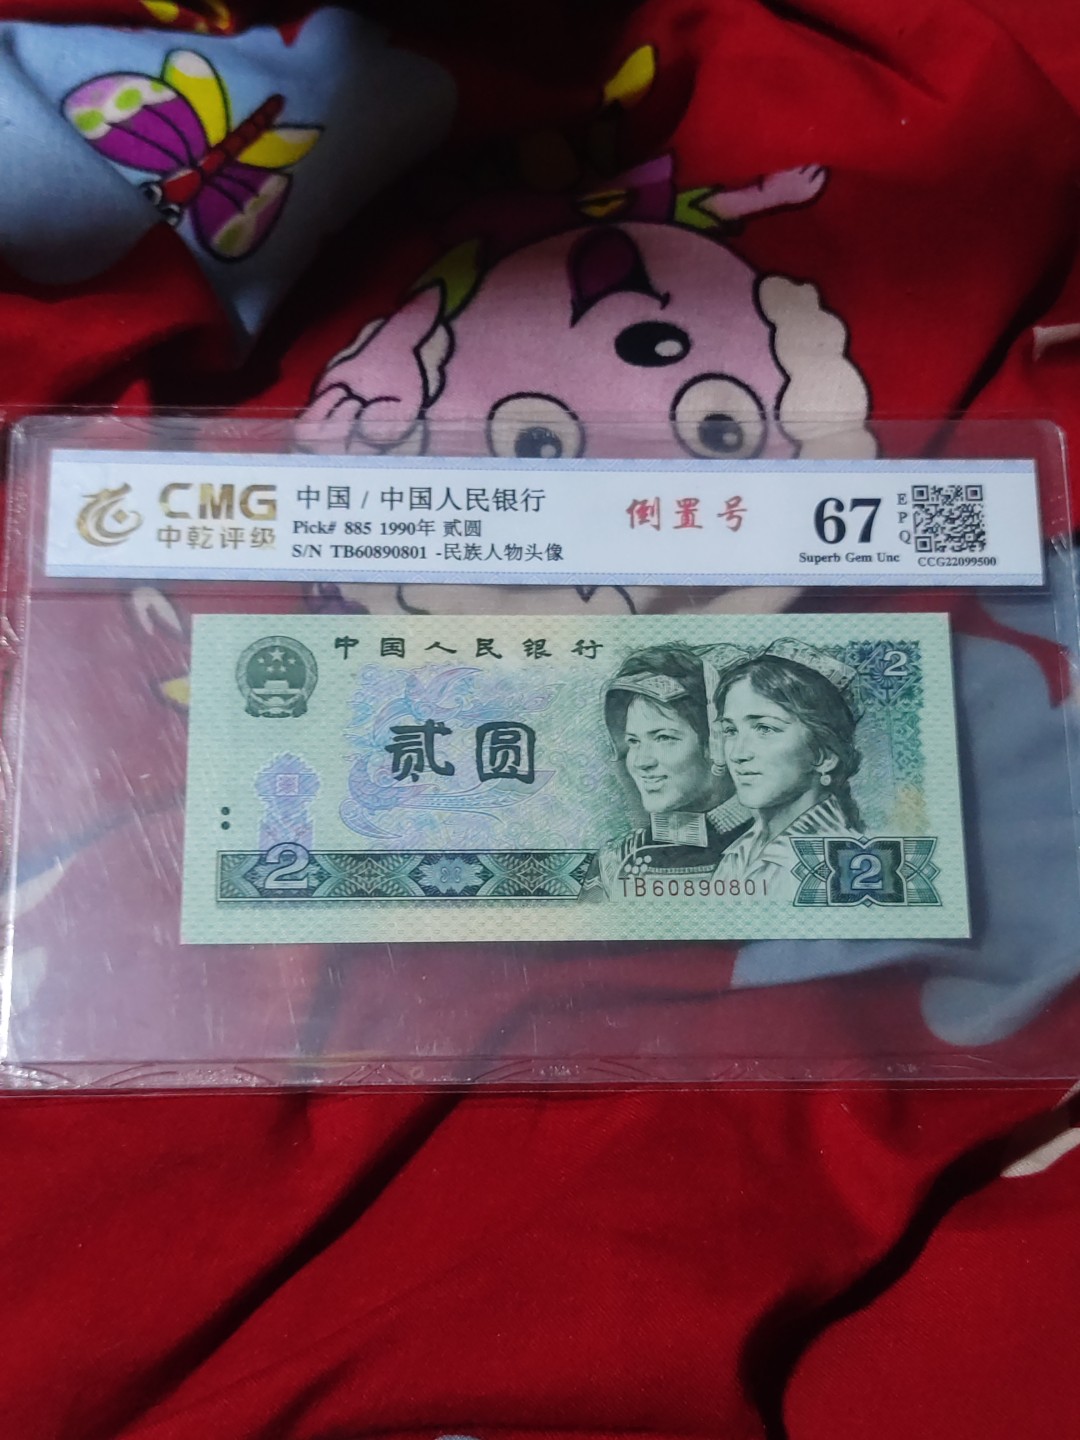 CMG
中乾评级
中国 / 中国人民银行
Pick# 885 1990年 贰圆
S/N TB60890801 -民族人物头像
倒置号
67
EPQ
Superb Gem Unc
CCG22099500
中国人民银行
2
贰圆
2
TB60890801
2